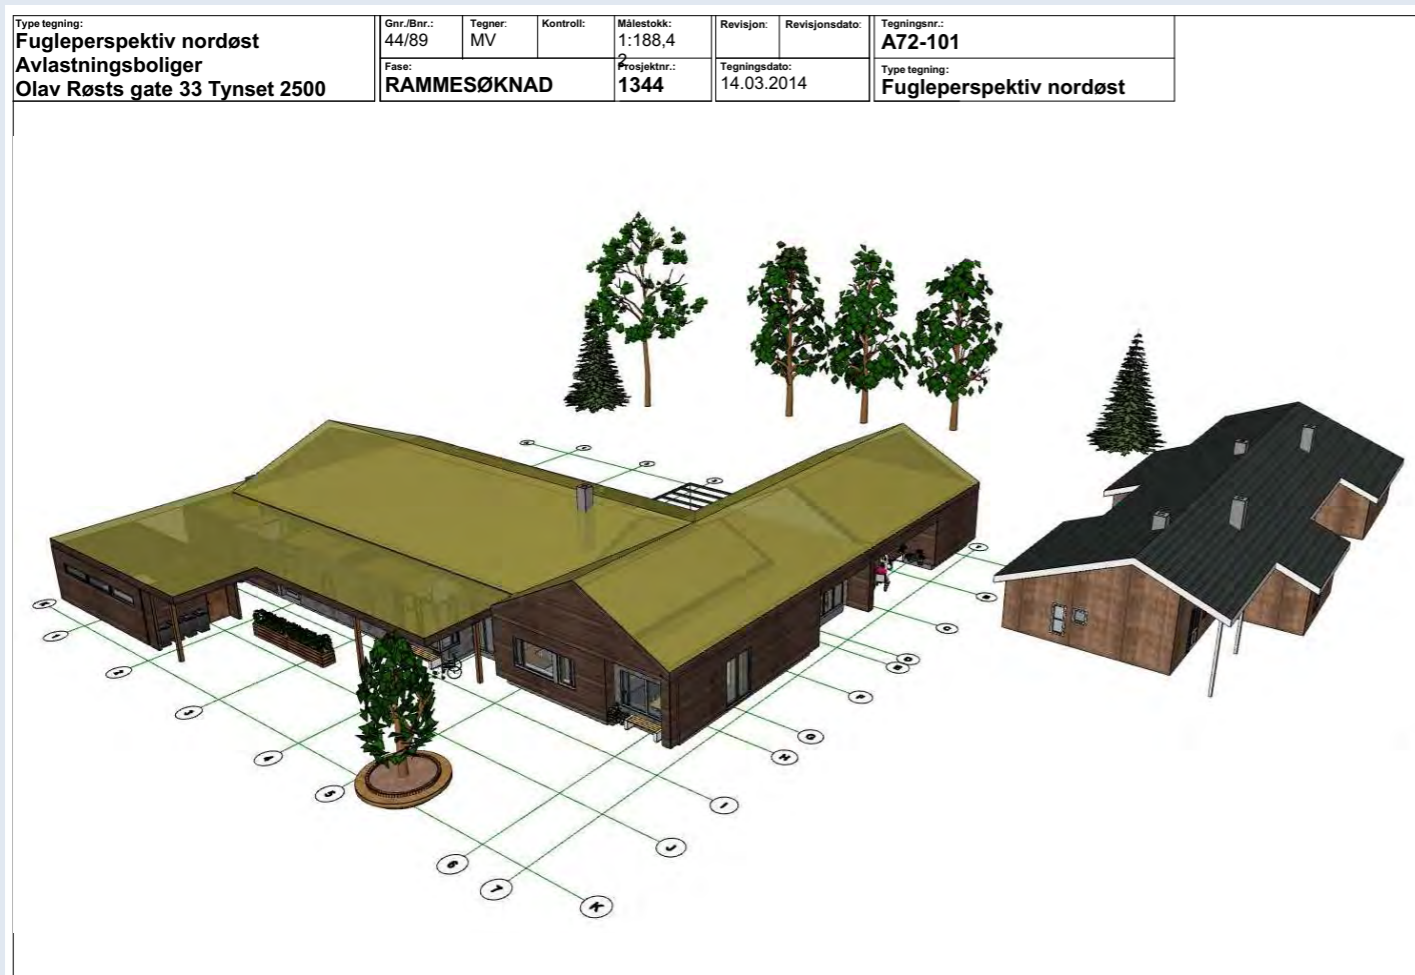 Type tegning:
Fugleperspektiv nordøst
Avlastningsboliger
Olav Røsts gate 33 Tynset 2500
Gnr./Bnr.:
44/89
Tegner:
MV
Kontroll:
Målestokk:
1:188,4
2
Revisjon:
Revisjonsdato:
Tegningsnr.:
A72-101
Fase:
RAMMESØKNAD
Prosjektnr.:
1344
Tegningsdato:
14.03.2014
Type tegning:
Fugleperspektiv nordøst
1
2
3
4
5
6
7
K
J
I
H
G
F
E
D
C
B